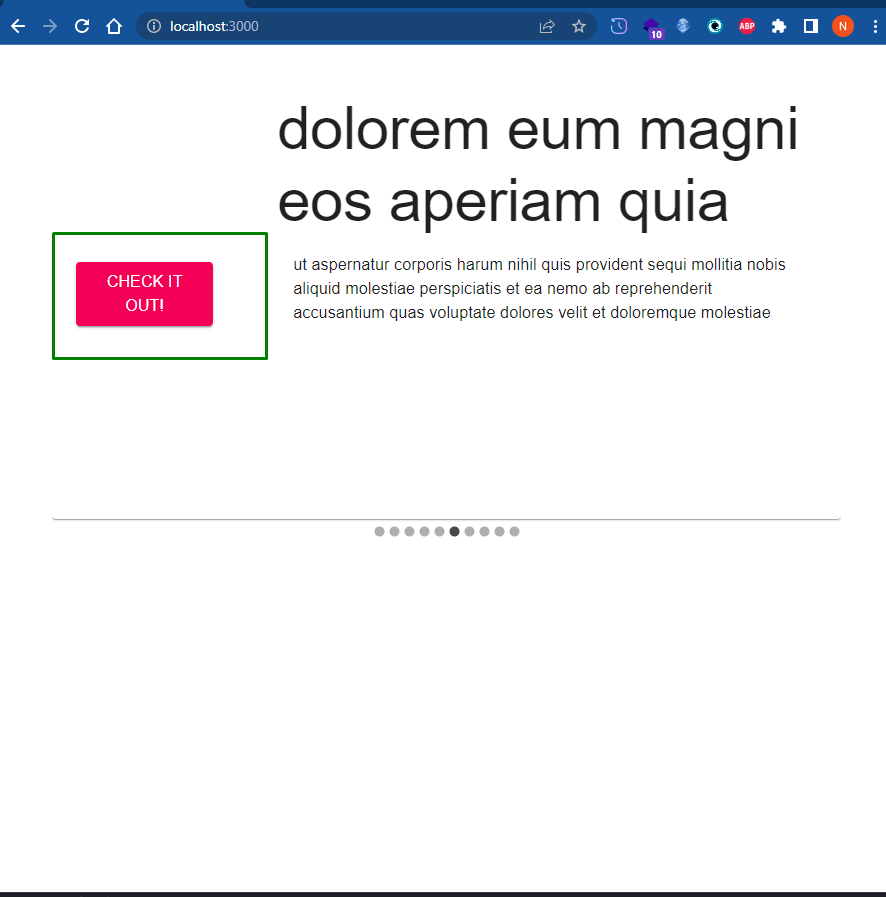 localhost:3000
10
ABP
N
dolorem eum magni
eos aperiam quia
CHECK IT
OUT!
ut aspernatur corporis harum nihil quis provident sequi mollitia nobis
aliquid molestiae perspiciatis et ea nemo ab reprehenderit
accusantium quas voluptate dolores velit et doloremque molestiae